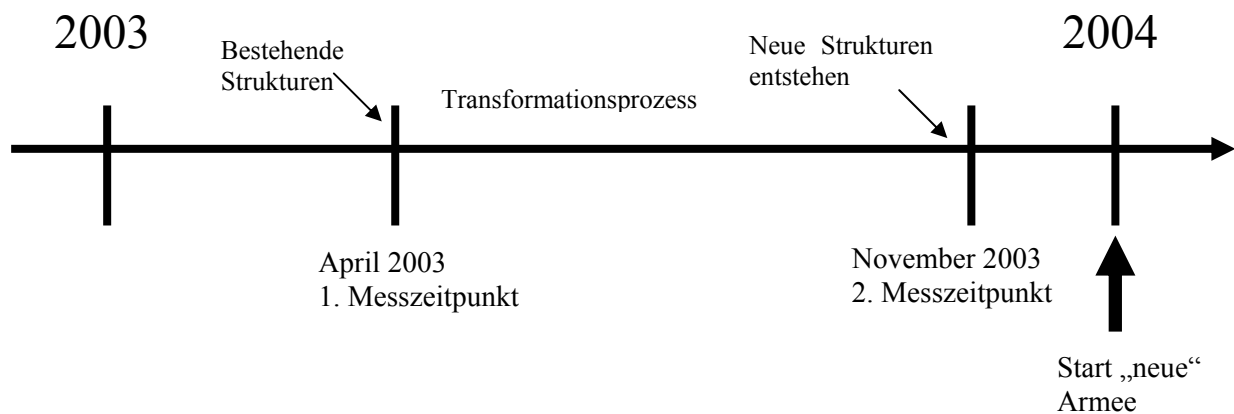 2003
2004
Bestehende
Strukturen
Transformationsprozess
Neue Strukturen
entstehen
April 2003
1. Messzeitpunkt
November 2003
2. Messzeitpunkt
Start „neue“
Armee